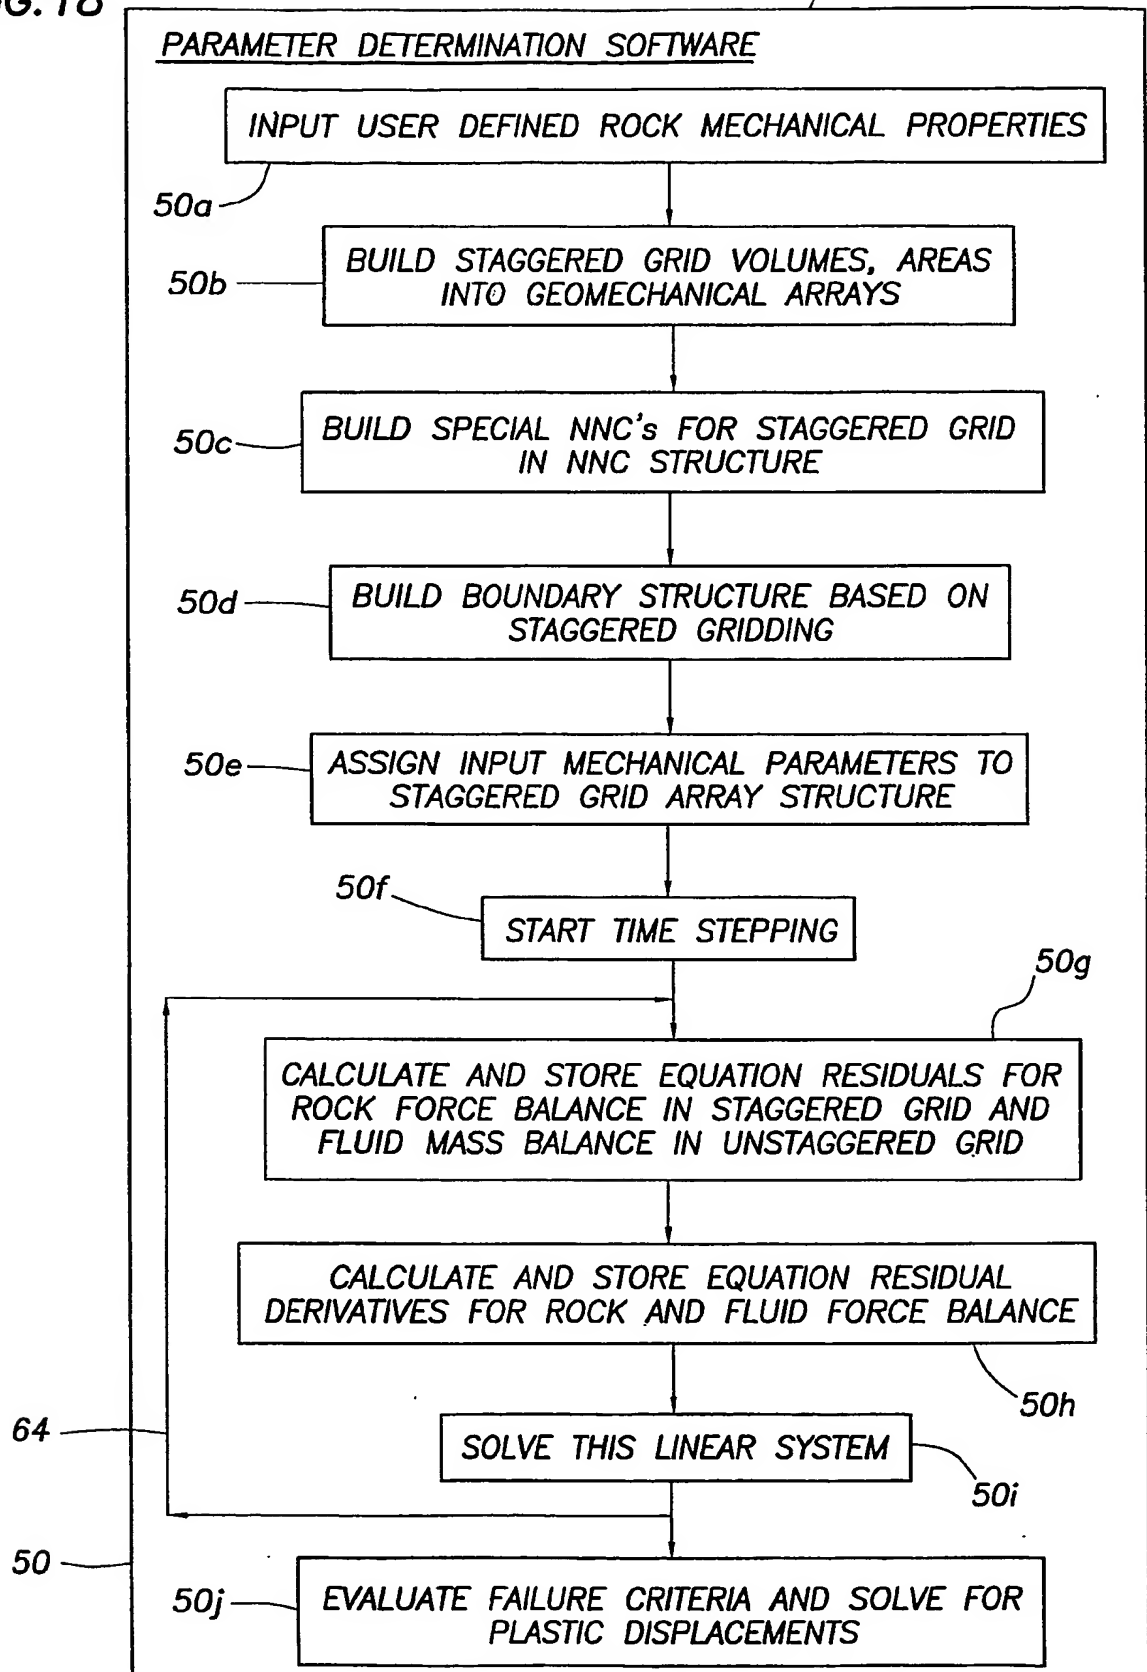 PARAMETER DETERMINATION SOFTWARE
INPUT USER DEFINED ROCK MECHANICAL PROPERTIES
50a
BUILD STAGGERED GRID VOLUMES, AREAS
INTO GEOMECHANICAL ARRAYS
50b
BUILD SPECIAL NNC's FOR STAGGERED GRID
IN NNC STRUCTURE
50c
BUILD BOUNDARY STRUCTURE BASED ON
STAGGERED GRIDDING
50d
ASSIGN INPUT MECHANICAL PARAMETERS TO
STAGGERED GRID ARRAY STRUCTURE
50e
50f
START TIME STEPPING
50g
CALCULATE AND STORE EQUATION RESIDUALS FOR
ROCK FORCE BALANCE IN STAGGERED GRID AND
FLUID MASS BALANCE IN UNSTAGGERED GRID
CALCULATE AND STORE EQUATION RESIDUAL
DERIVATIVES FOR ROCK AND FLUID FORCE BALANCE
50h
64
SOLVE THIS LINEAR SYSTEM
50i
50
50j
EVALUATE FAILURE CRITERIA AND SOLVE FOR
PLASTIC DISPLACEMENTS